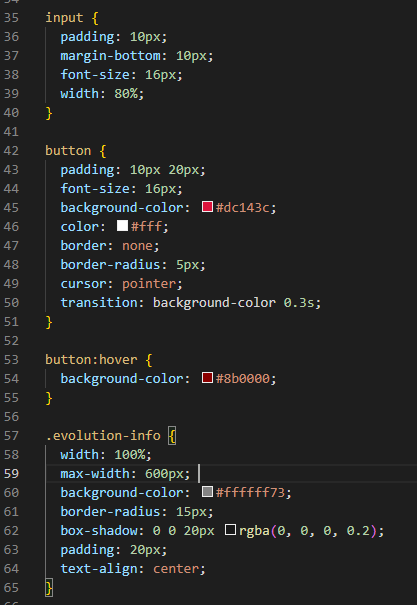 35 input {
36 padding: 10px;
37 margin-bottom: 10px;
38 font-size: 16px;
39 width: 80%;
40 }
41
42 button {
43 padding: 10px 20px;
44 font-size: 16px;
45 background-color: #dc143c;
46 color: #fff;
47 border: none;
48 border-radius: 5px;
49 cursor: pointer;
50 transition: background-color 0.3s;
51 }
52
53 button:hover {
54 background-color: #8b0000;
55 }
56
57 .evolution-info {
58 width: 100%;
59 max-width: 600px;
60 background-color: #ffffff73;
61 border-radius: 15px;
62 box-shadow: 0 0 20px rgba(0, 0, 0, 0.2);
63 padding: 20px;
64 text-align: center;
65 }